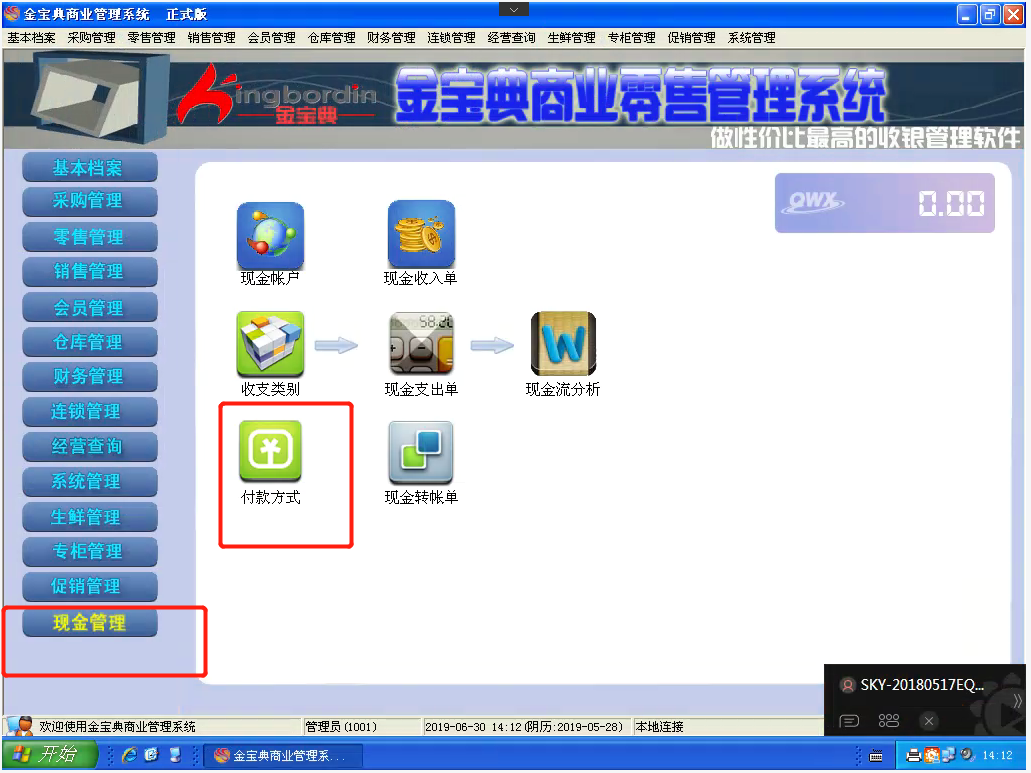 金宝典商业管理系统 正式版
基本档案 采购管理 零售管理 销售管理 会员管理 仓库管理 财务管理 连锁管理 经营查询 生鲜管理 专柜管理 促销管理 系统管理
Kingbordin
金宝典
金宝典商业零售管理系统
做性价比最高的收银管理软件
基本档案
采购管理
零售管理
销售管理
会员管理
仓库管理
财务管理
连锁管理
经营查询
系统管理
生鲜管理
专柜管理
促销管理
现金管理
QWX 0.00
现金帐户 现金收入单
58.20
收支类别 现金支出单 现金流分析
付款方式 现金转帐单
SKY-20180517EQ...
欢迎使用金宝典商业管理系统 管理员(1001) 2019-06-30 14:12(阴历:2019-05-28) 本地连接
开始 金宝典商业管理系... 14:12